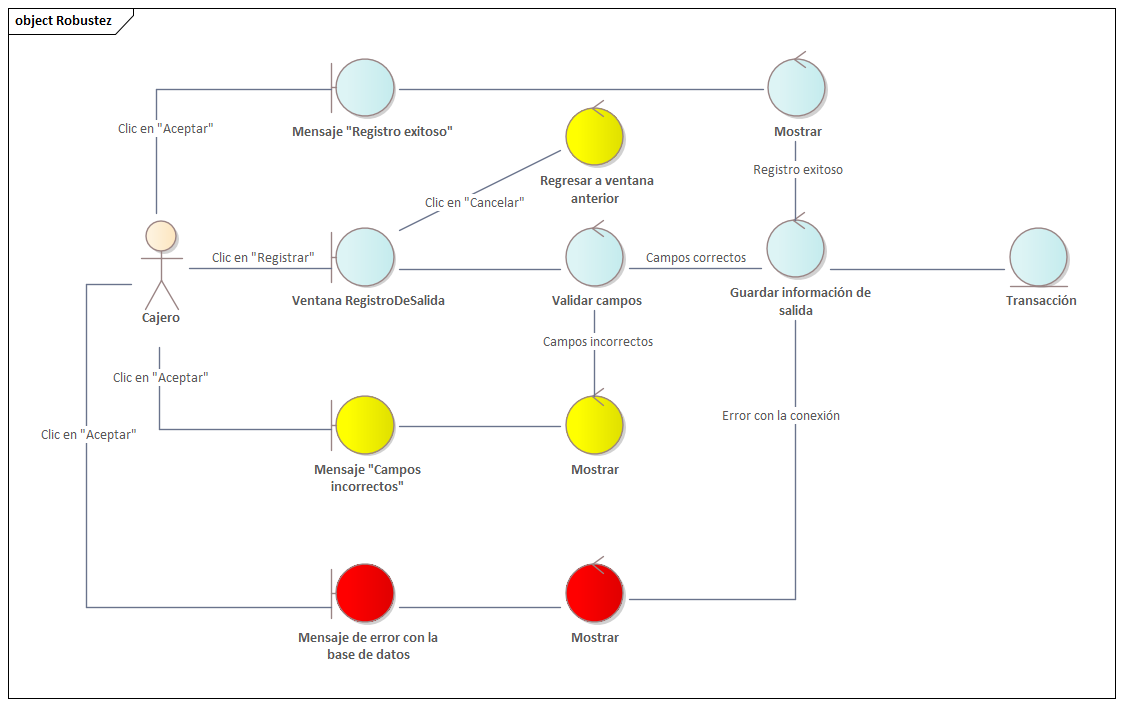 object Robustez
Clic en "Aceptar"
Mensaje "Registro exitoso"
Mostrar
Registro exitoso
Regresar a ventana
anterior
Clic en "Cancelar"
Clic en "Registrar"
Ventana RegistroDeSalida
Validar campos
Campos correctos
Guardar información de
salida
Transacción
Cajero
Campos incorrectos
Clic en "Aceptar"
Clic en "Aceptar"
Error con la conexión
Mensaje "Campos
incorrectos"
Mostrar
Mensaje de error con la
base de datos
Mostrar